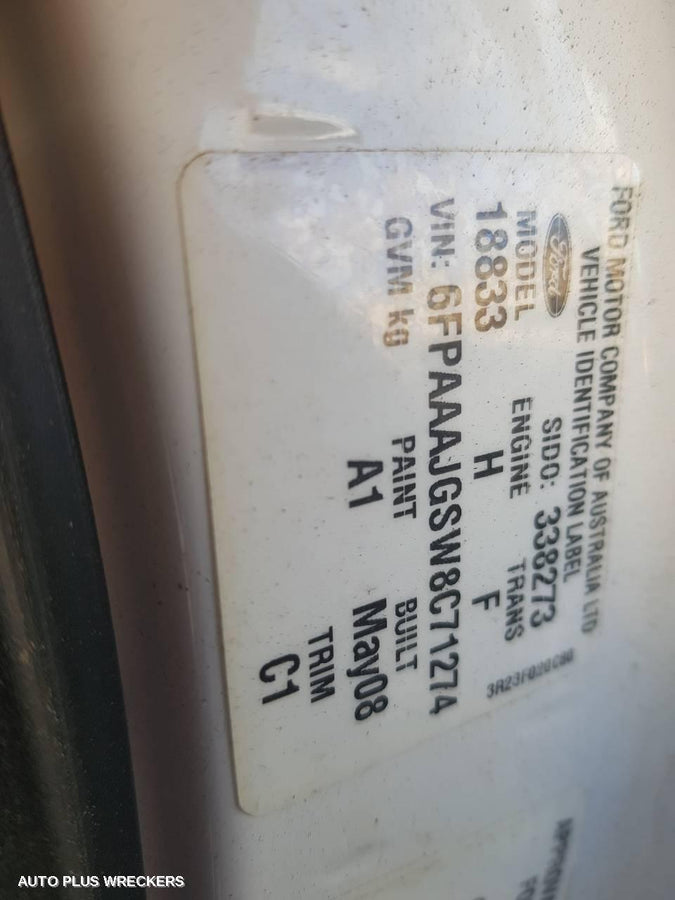 FORD MOTOR COMPANY OF AUSTRALIA LTD
VEHICLE IDENTIFICATION LABEL
Ford
SIDO: 338273
MODEL ENGINE TRANS
18833 H F
VIN: 6FPAAAJGSW8C71274
GVM kg PAINT BUILT
A1 May08
TRIM
C1
AUTO PLUS WRECKERS